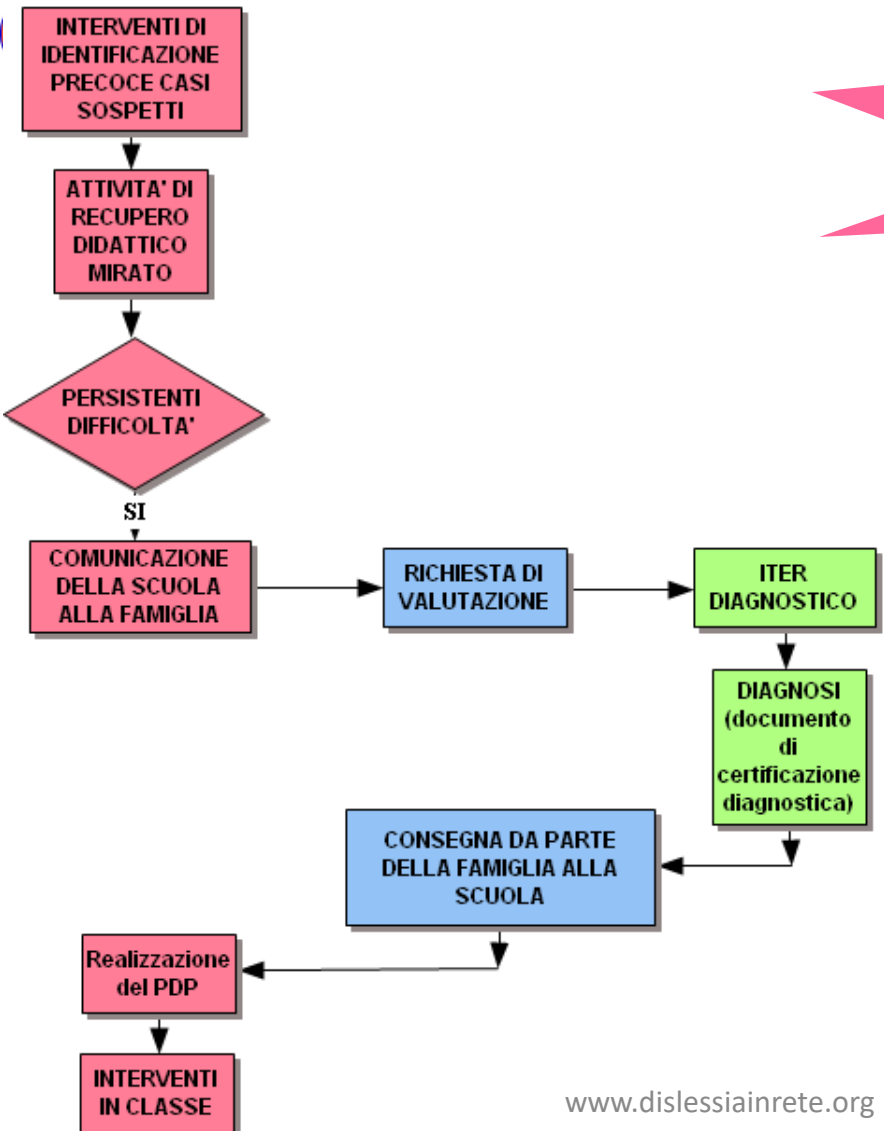 INTERVENTI DI
IDENTIFICAZIONE
PRECOCE CASI
SOSPETTI
ATTIVITA' DI
RECUPERO
DIDATTICO
MIRATO
PERSISTENTI
DIFFICOLTA'
SI
COMUNICAZIONE
DELLA SCUOLA
ALLA FAMIGLIA
RICHIESTA DI
VALUTAZIONE
ITER
DIAGNOSTICO
DIAGNOSI
(documento
di
certificazione
diagnostica)
CONSEGNA DA PARTE
DELLA FAMIGLIA ALLA
SCUOLA
Realizzazione
del PDP
INTERVENTI
IN CLASSE
www.dislessiainrete.org